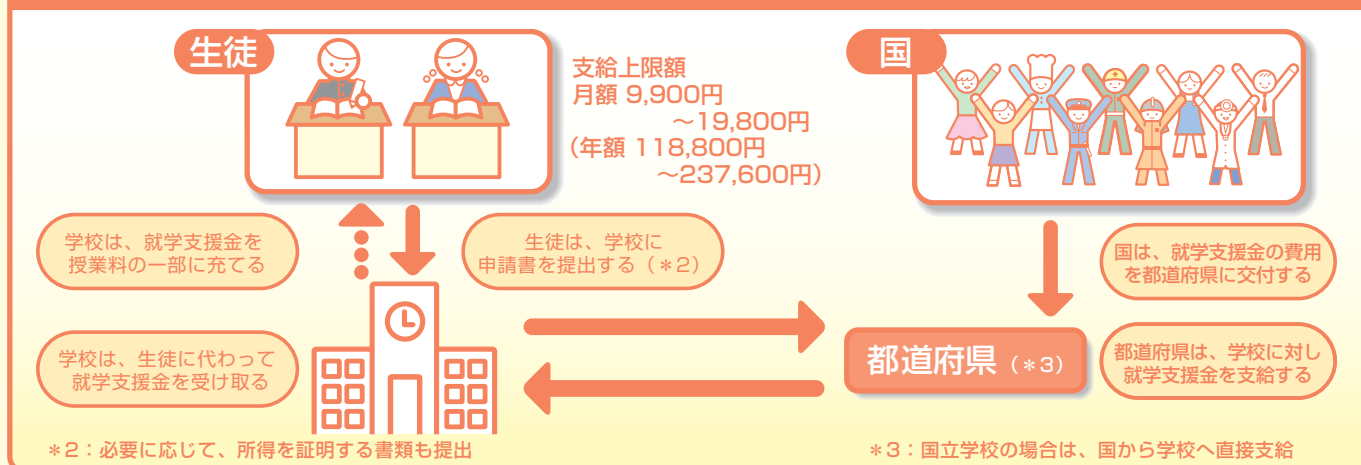 生徒
支給上限額
月額 9,900円
～19,800円
(年額 118,800円
～237,600円)
国
学校は、就学支援金を
授業料の一部に充てる
生徒は、学校に
申請書を提出する（＊2）
国は、就学支援金の費用
を都道府県に交付する
学校は、生徒に代わって
就学支援金を受け取る
都道府県（＊3）
都道府県は、学校に対し
就学支援金を支給する
＊2：必要に応じて、所得を証明する書類も提出
＊3：国立学校の場合は、国から学校へ直接支給